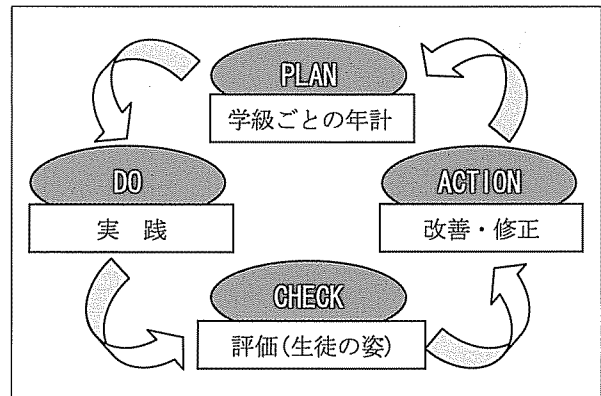 PLAN
学級ごとの年計
DO
実　践
ACTION
改善・修正
CHECK
評価(生徒の姿)